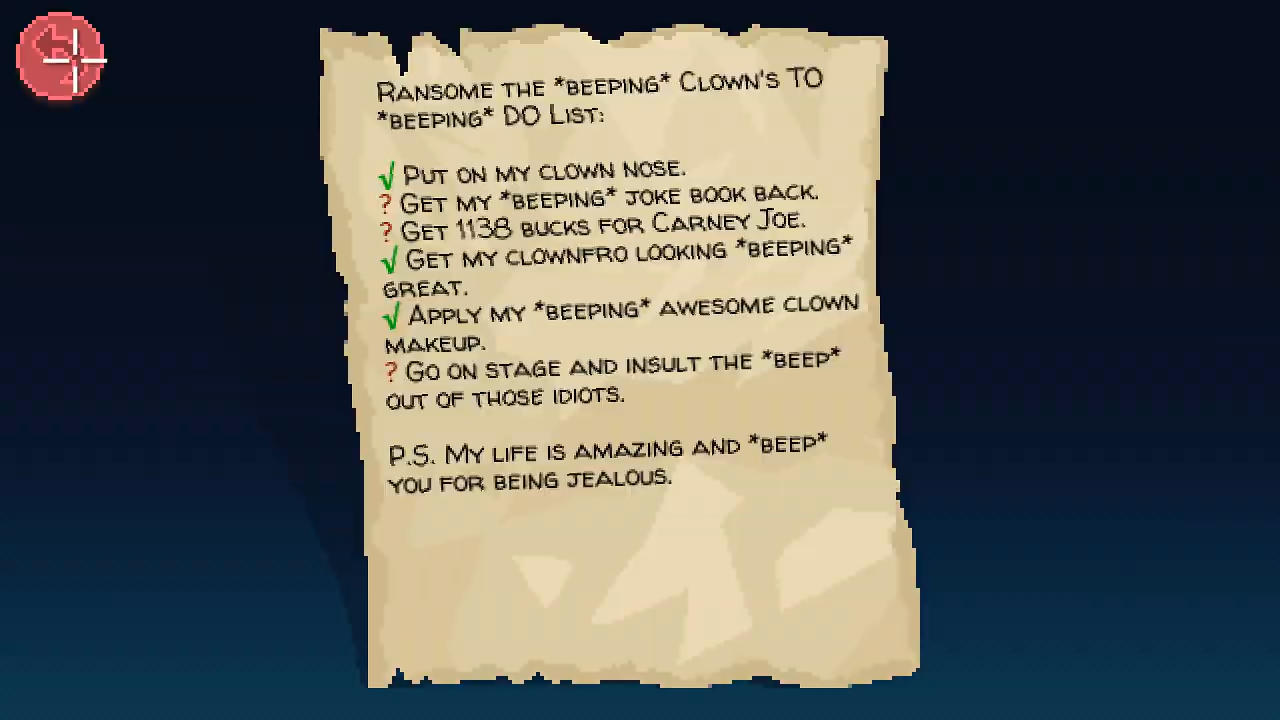 Ransome the *beeping* Clown's TO
*beeping* DO List:
√ Put on my clown nose.
? Get my *beeping* joke book back.
? Get 1138 bucks for Carney Joe.
√ Get my clownfro looking *beeping*
great.
√ Apply my *beeping* awesome clown
makeup.
? Go on stage and insult the *beep*
out of those idiots.
P.S. My life is amazing and *beep*
you for being jealous.